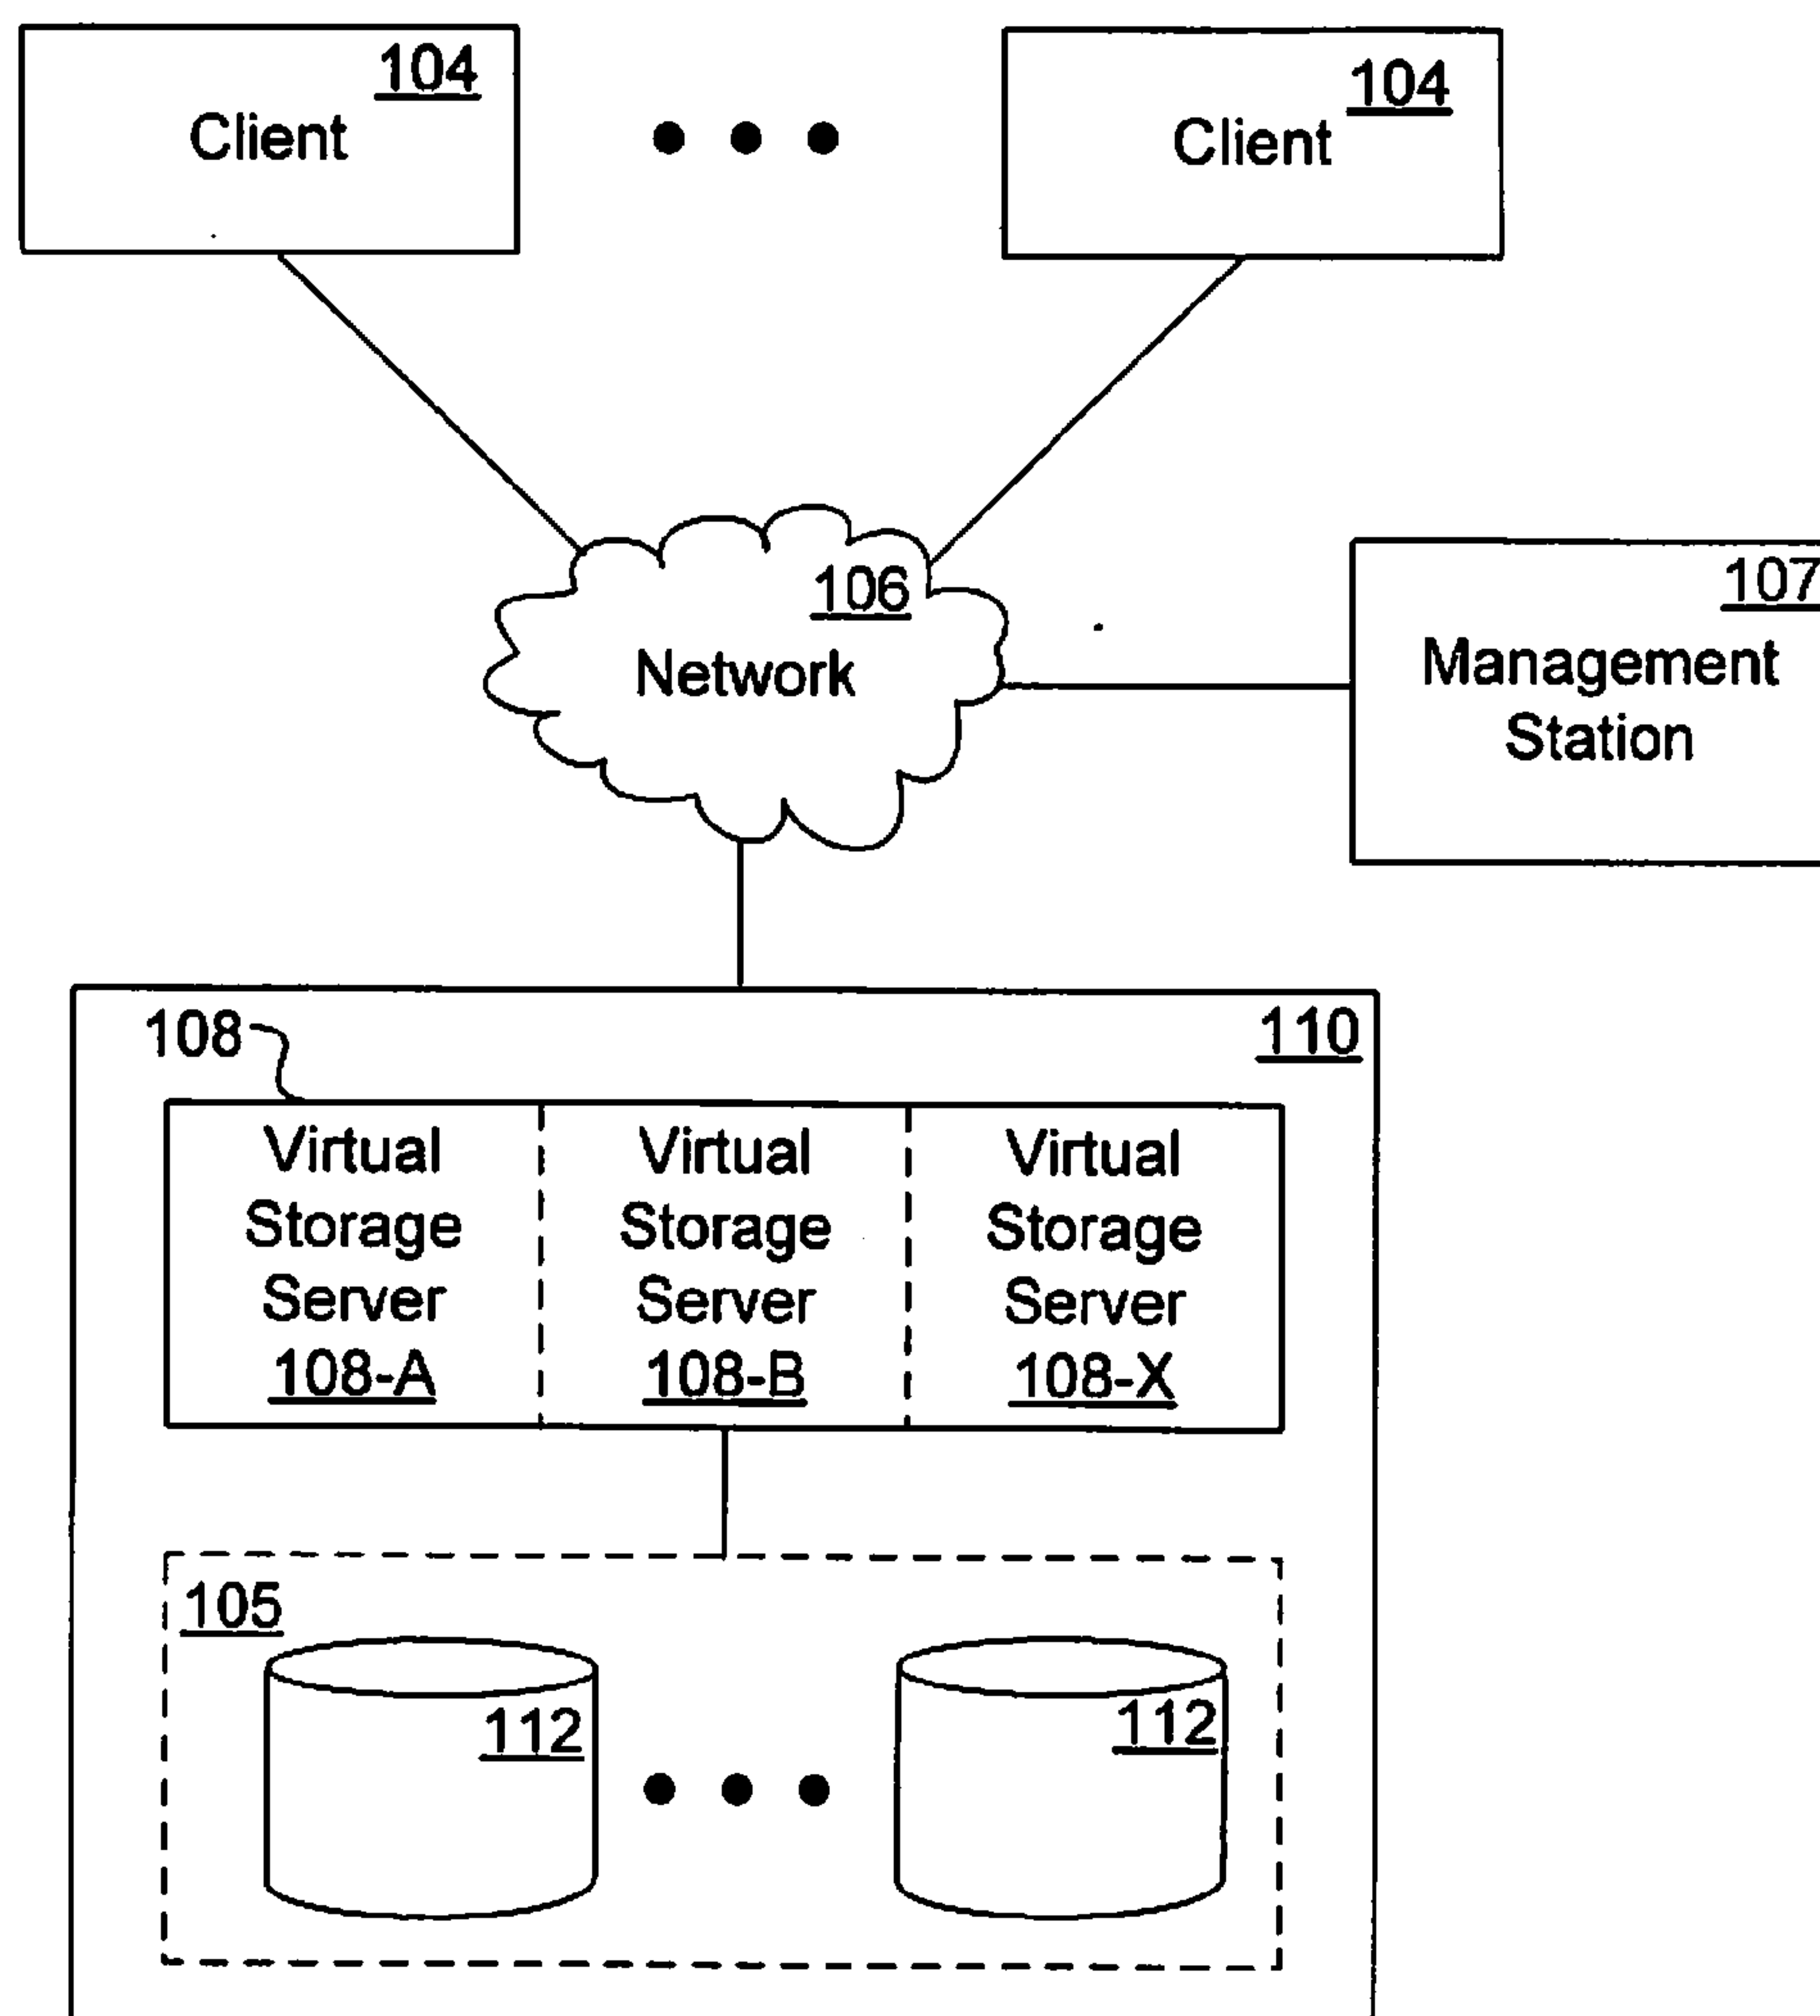 104
Client
104
Client
106
Network
107
Management
Station
108
110
Virtual
Storage
Server
108-A
Virtual
Storage
Server
108-B
Virtual
Storage
Server
108-X
105
112
112